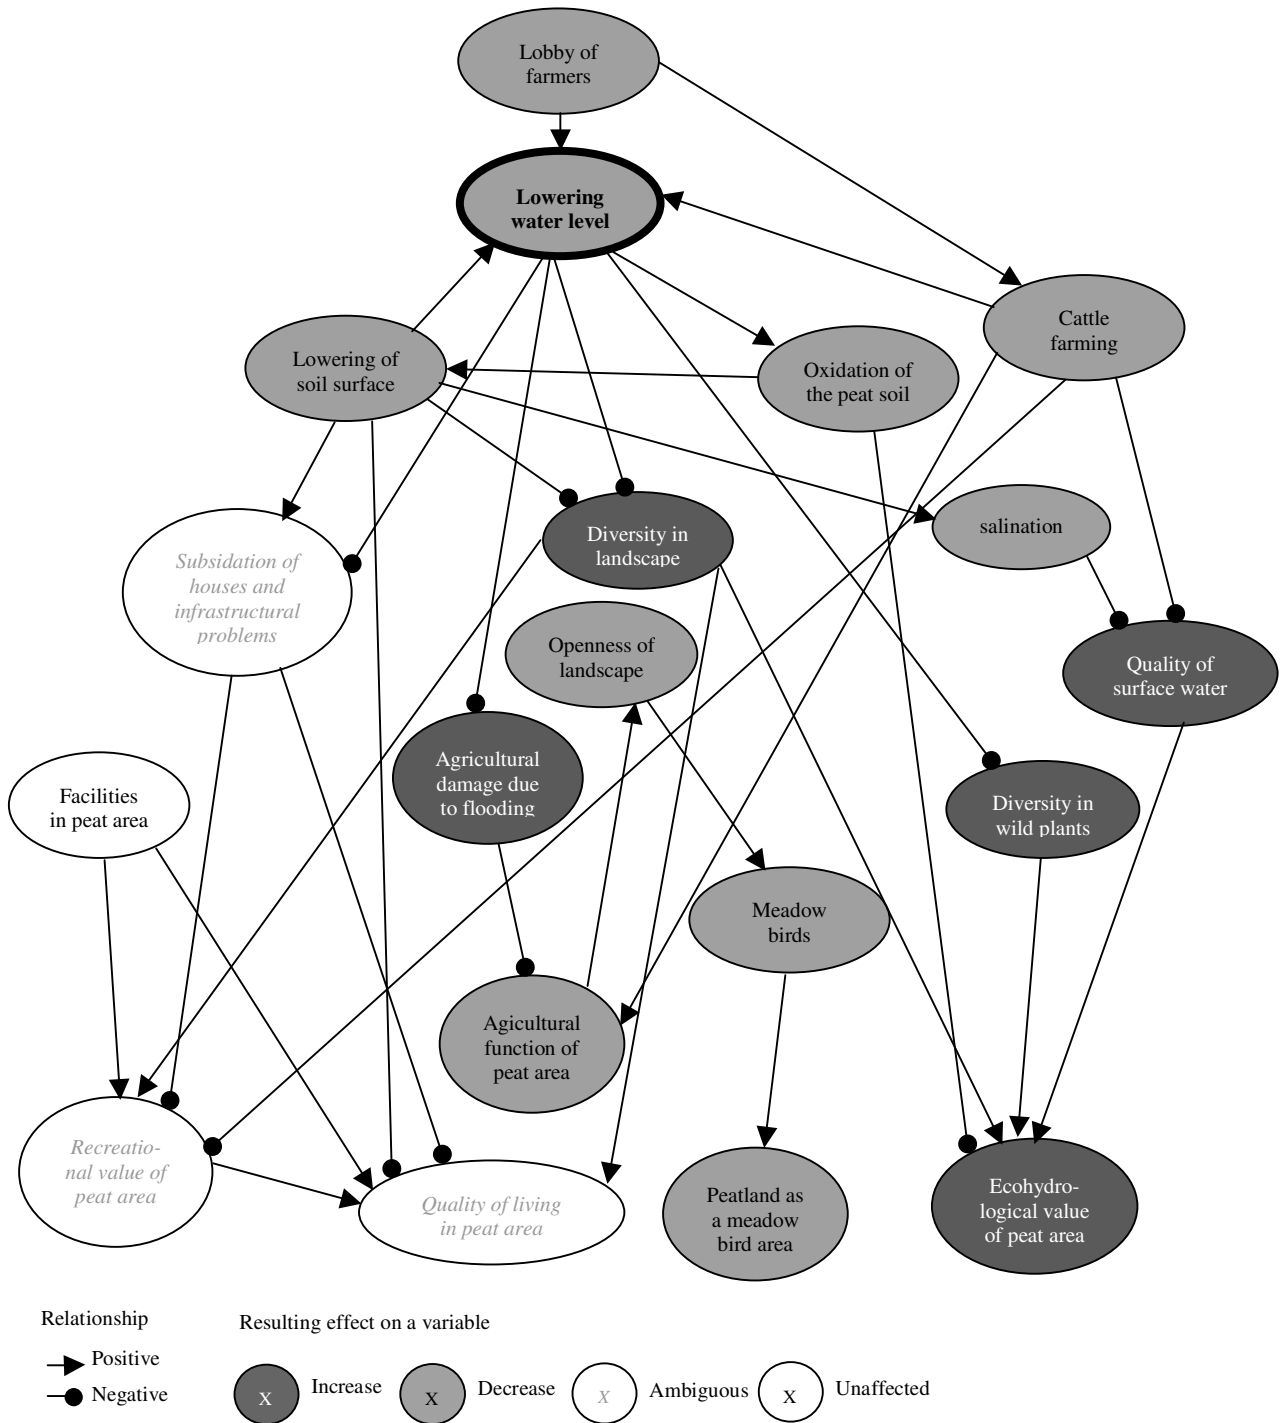 Lobby of
farmers
Lowering
water level
Cattle
farming
Lowering of
soil surface
Oxidation of
the peat soil
salination
Diversity in
landscape
Subsidation of
houses and
infrastructural
problems
Openness of
landscape
Quality of
surface water
Agricultural
damage due
to flooding
Facilities
in peat area
Diversity in
wild plants
Meadow
birds
Agicultural
function of
peat area
Recreatio-
nal value of
peat area
Quality of living
in peat area
Peatland as
a meadow
bird area
Ecohydro-
logical value
of peat area
Relationship
Resulting effect on a variable
Positive
Negative
X Increase X Decrease X Ambiguous X Unaffected